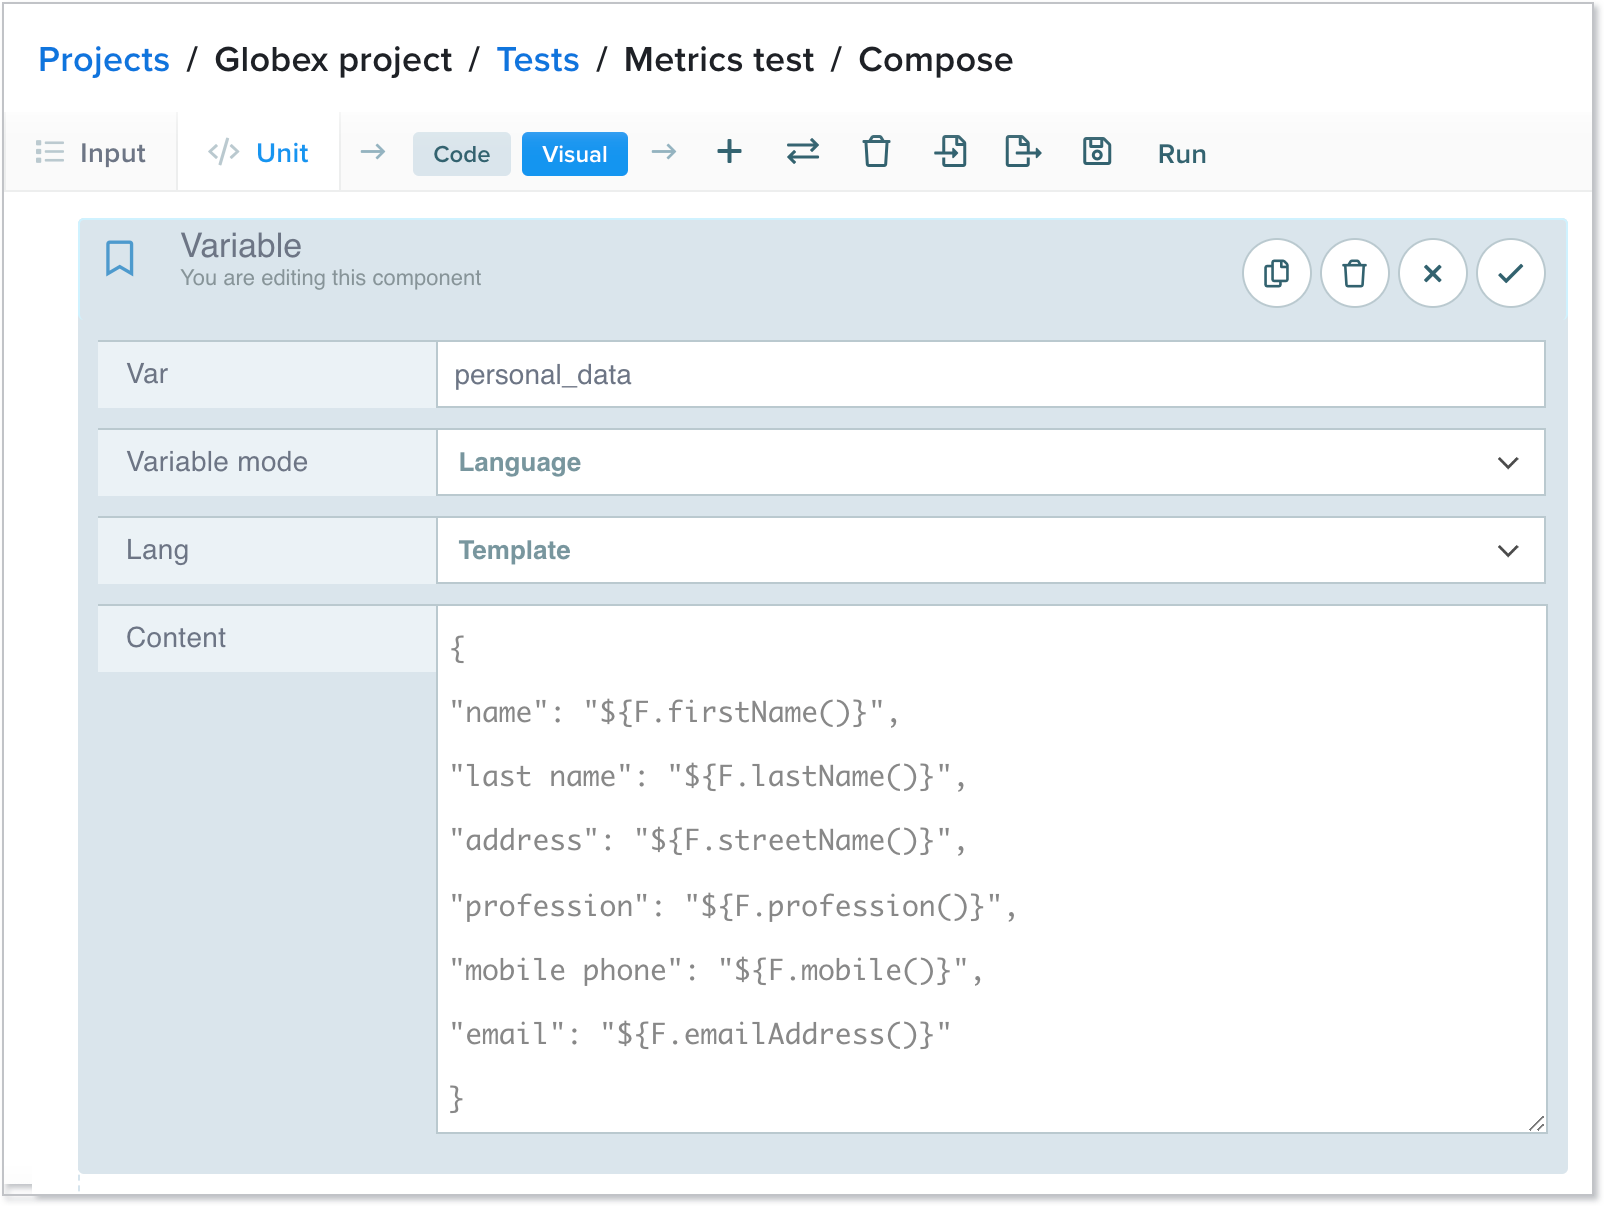 Projects / Globex project / Tests / Metrics test / Compose
Input Unit Code Visual Run
Variable
You are editing this component
Var personal_data
Variable mode Language
Lang Template
Content
{
"name": "${F.firstName()}",
"last name": "${F.lastName()}",
"address": "${F.streetName()}",
"profession": "${F.profession()}",
"mobile phone": "${F.mobile()}",
"email": "${F.emailAddress()}"
}